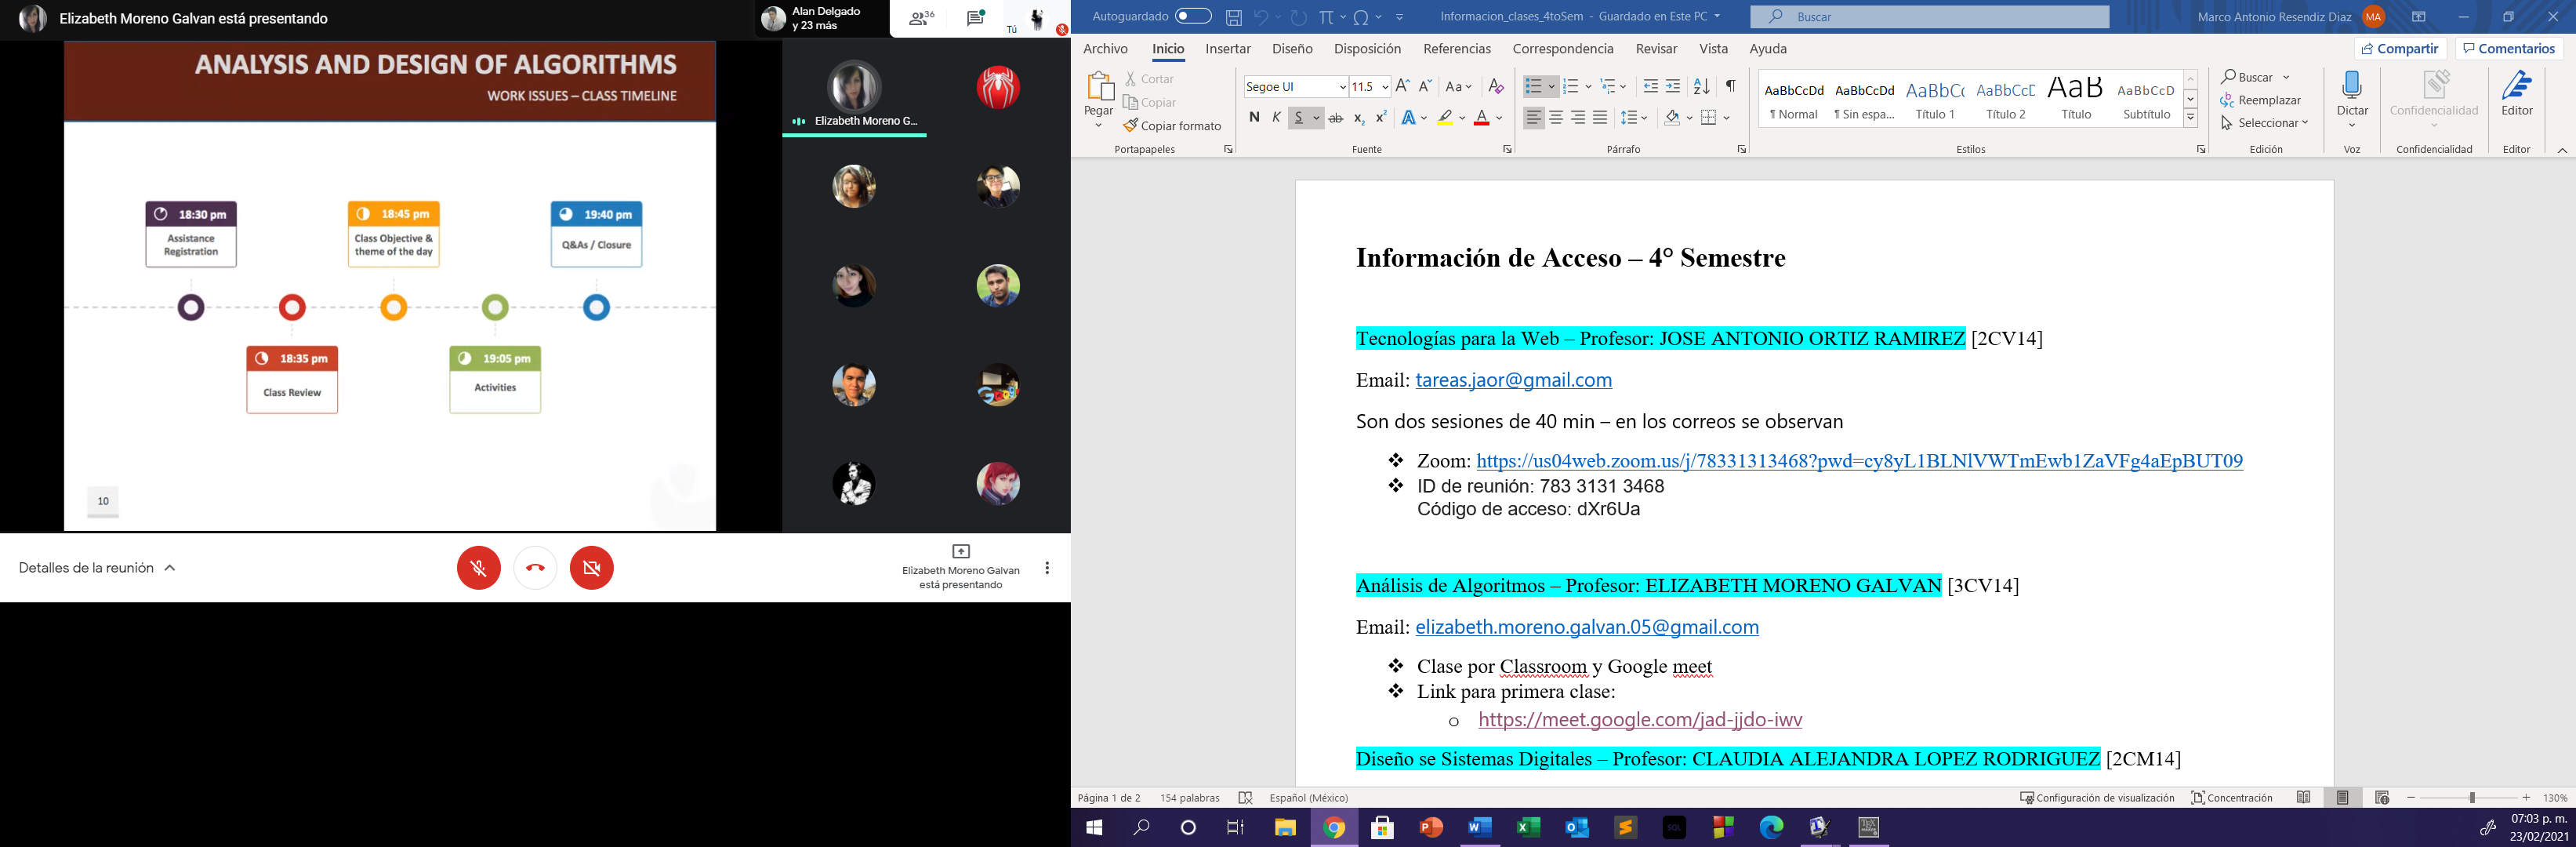 Elizabeth Moreno Galvan está presentando
Alan Delgado
y 23 más
36
Tú
ANALYSIS AND DESIGN OF ALGORITHMS
WORK ISSUES – CLASS TIMELINE
18:30 pm
Assistance
Registration
18:45 pm
Class Objective &
theme of the day
19:40 pm
Q&As / Closure
18:35 pm
Class Review
19:05 pm
Activities
10
Elizabeth Moreno G...
Detalles de la reunión
Elizabeth Moreno Galvan
está presentando
Autoguardado
Informacion_clases_4toSem - Guardado en Este PC
Buscar
Marco Antonio Resendiz Diaz
MA
Archivo Inicio Insertar Diseño Disposición Referencias Correspondencia Revisar Vista Ayuda
Compartir
Comentarios
Pegar
Cortar
Copiar
Copiar formato
Portapapeles
Segoe UI
11.5
Aa
N K S ab x₂ x²
Fuente
Párrafo
AaBbCcDd
¶ Normal
AaBbCcDd
¶ Sin espa...
AaBbC
Título 1
AaBbCcE
Título 2
AaB
Título
AaBbCcD
Subtítulo
Estilos
Buscar
Reemplazar
Seleccionar
Edición
Dictar
Voz
Confidencialidad
Confidencialidad
Editor
Editor
Información de Acceso – 4° Semestre
Tecnologías para la Web – Profesor: JOSE ANTONIO ORTIZ RAMIREZ [2CV14]
Email: tareas.jaor@gmail.com
Son dos sesiones de 40 min – en los correos se observan
❖ Zoom: https://us04web.zoom.us/j/78331313468?pwd=cy8yL1BLNlVWTmEwb1ZaVFg4aEpBUT09
❖ ID de reunión: 783 3131 3468
Código de acceso: dXr6Ua
Análisis de Algoritmos – Profesor: ELIZABETH MORENO GALVAN [3CV14]
Email: elizabeth.moreno.galvan.05@gmail.com
❖ Clase por Classroom y Google meet
❖ Link para primera clase:
o https://meet.google.com/jad-jjdo-iwv
Diseño se Sistemas Digitales – Profesor: CLAUDIA ALEJANDRA LOPEZ RODRIGUEZ [2CM14]
Página 1 de 2
154 palabras
Español (México)
Configuración de visualización
Concentración
130%
07:03 p. m.
23/02/2021